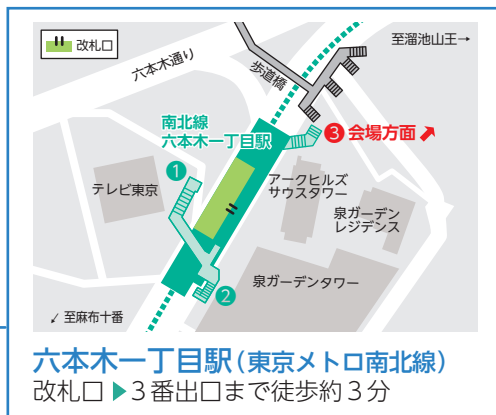 改札口
至溜池山王→
六本木通り
歩道橋
南北線
六本木一丁目駅
3 会場方面 ↗
1
テレビ東京
アークヒルズ
サウスタワー
泉ガーデン
レジデンス
2
泉ガーデンタワー
↙ 至麻布十番
六本木一丁目駅(東京メトロ南北線)
改札口 ▶3番出口まで徒歩約3分